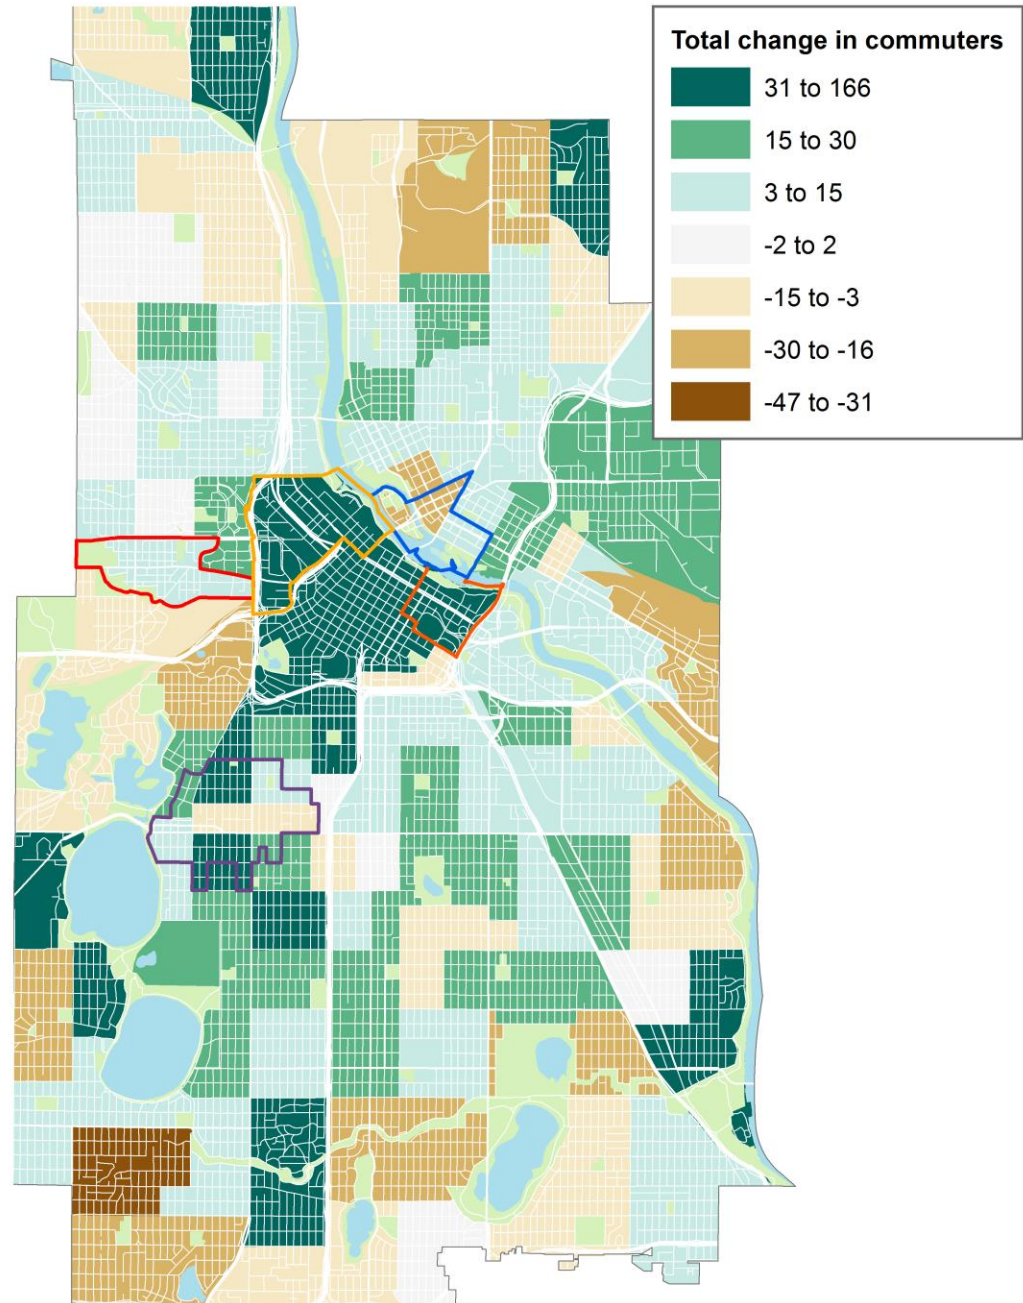 Total change in commuters
31 to 166
15 to 30
3 to 15
-2 to 2
-15 to -3
-30 to -16
-47 to -31